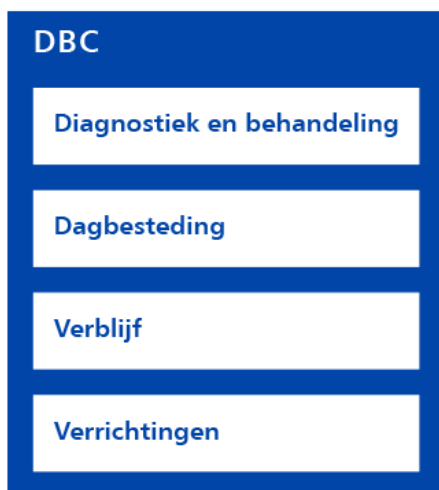 DBC
Diagnostiek en behandeling
Dagbesteding
Verblijf
Verrichtingen